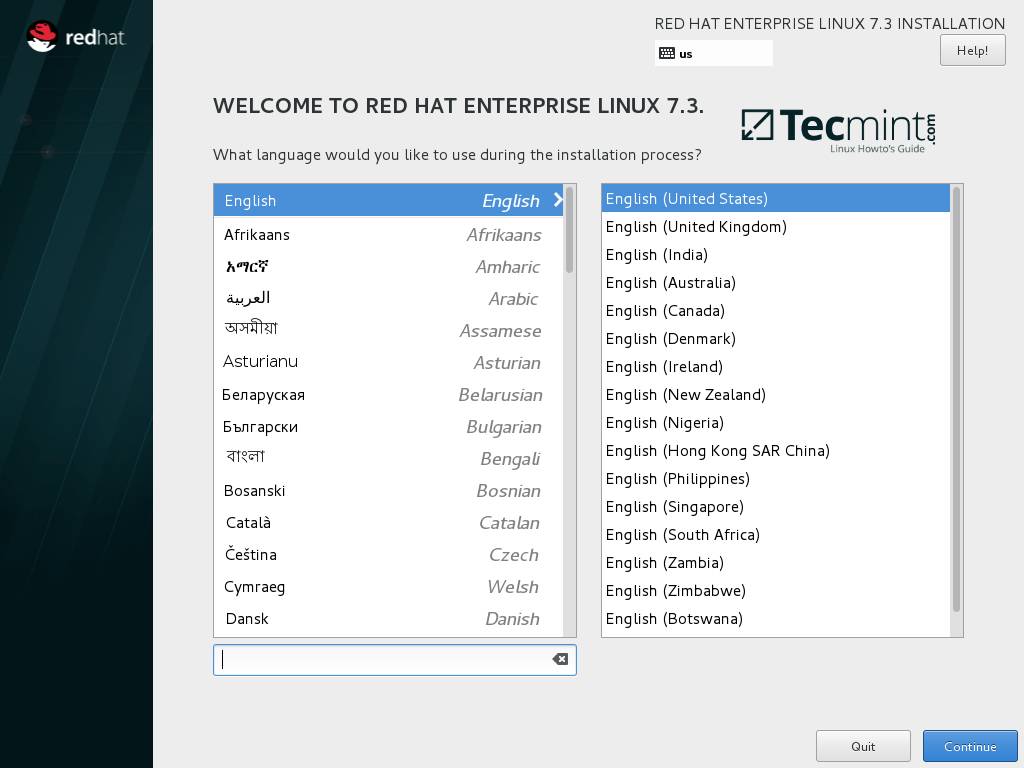 redhat.
RED HAT ENTERPRISE LINUX 7.3 INSTALLATION
us
Help!
WELCOME TO RED HAT ENTERPRISE LINUX 7.3.
Tecmint.com
Linux Howto's Guide
What language would you like to use during the installation process?
English English
Afrikaans Afrikaans
አማርኛ Amharic
العربية Arabic
অসমীয়া Assamese
Asturianu Asturian
Беларуская Belarusian
Български Bulgarian
বাংলা Bengali
Bosanski Bosnian
Català Catalan
Čeština Czech
Cymraeg Welsh
Dansk Danish
English (United States)
English (United Kingdom)
English (India)
English (Australia)
English (Canada)
English (Denmark)
English (Ireland)
English (New Zealand)
English (Nigeria)
English (Hong Kong SAR China)
English (Philippines)
English (Singapore)
English (South Africa)
English (Zambia)
English (Zimbabwe)
English (Botswana)
Quit
Continue